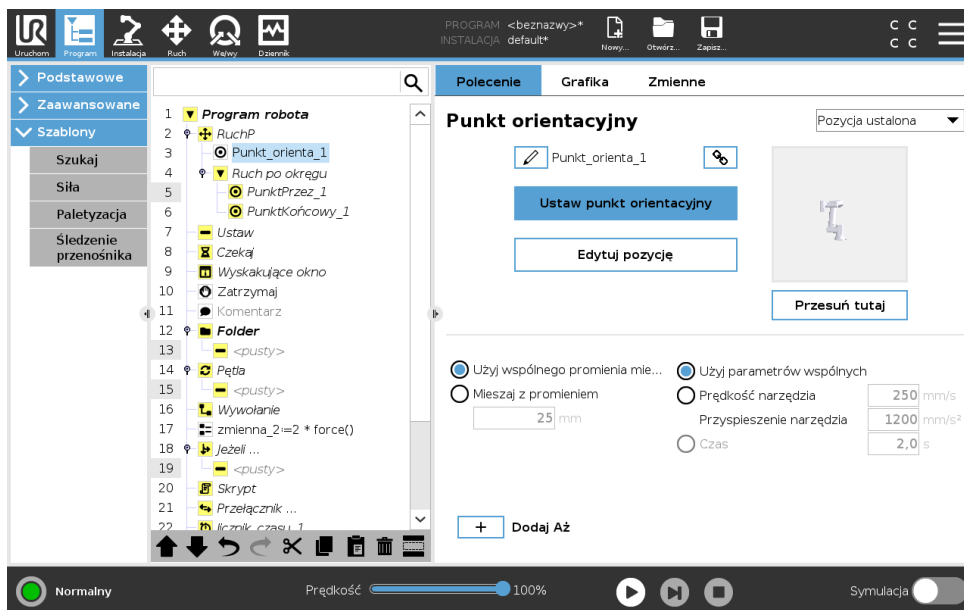 UR
PROGRAM <beznazwy>*
INSTALACJA default*
C C
C C
Uruchom Program Instalacja Ruch We/wy Dziennik Nowy... Otwórz... Zapisz...
Podstawowe
Zaawansowane
Szablony
Szukaj
Siła
Paletyzacja
Śledzenie
przenośnika
1 Program robota
2 RuchP
3 Punkt_orienta_1
4 Ruch po okręgu
5 PunktPrzez_1
6 PunktKońcowy_1
7 Ustaw
8 Czekaj
9 Wyskakujące okno
10 Zatrzymaj
11 Komentarz
12 Folder
13 <pusty>
14 Pętla
15 <pusty>
16 Wywołanie
17 zmienna_2≔2 * force()
18 Jeżeli ...
19 <pusty>
20 Skrypt
21 Przełącznik ...
22 licznik_czasu_1
Polecenie Grafika Zmienne
Punkt orientacyjny
Pozycja ustalona
Punkt_orienta_1
Ustaw punkt orientacyjny
Edytuj pozycję
Przesuń tutaj
Użyj wspólnego promienia mie...
Mieszaj z promieniem
25 mm
Użyj parametrów wspólnych
Prędkość narzędzia 250 mm/s
Przyspieszenie narzędzia 1200 mm/s²
Czas 2,0 s
+ Dodaj Aż
Normalny
Prędkość 100%
Symulacja